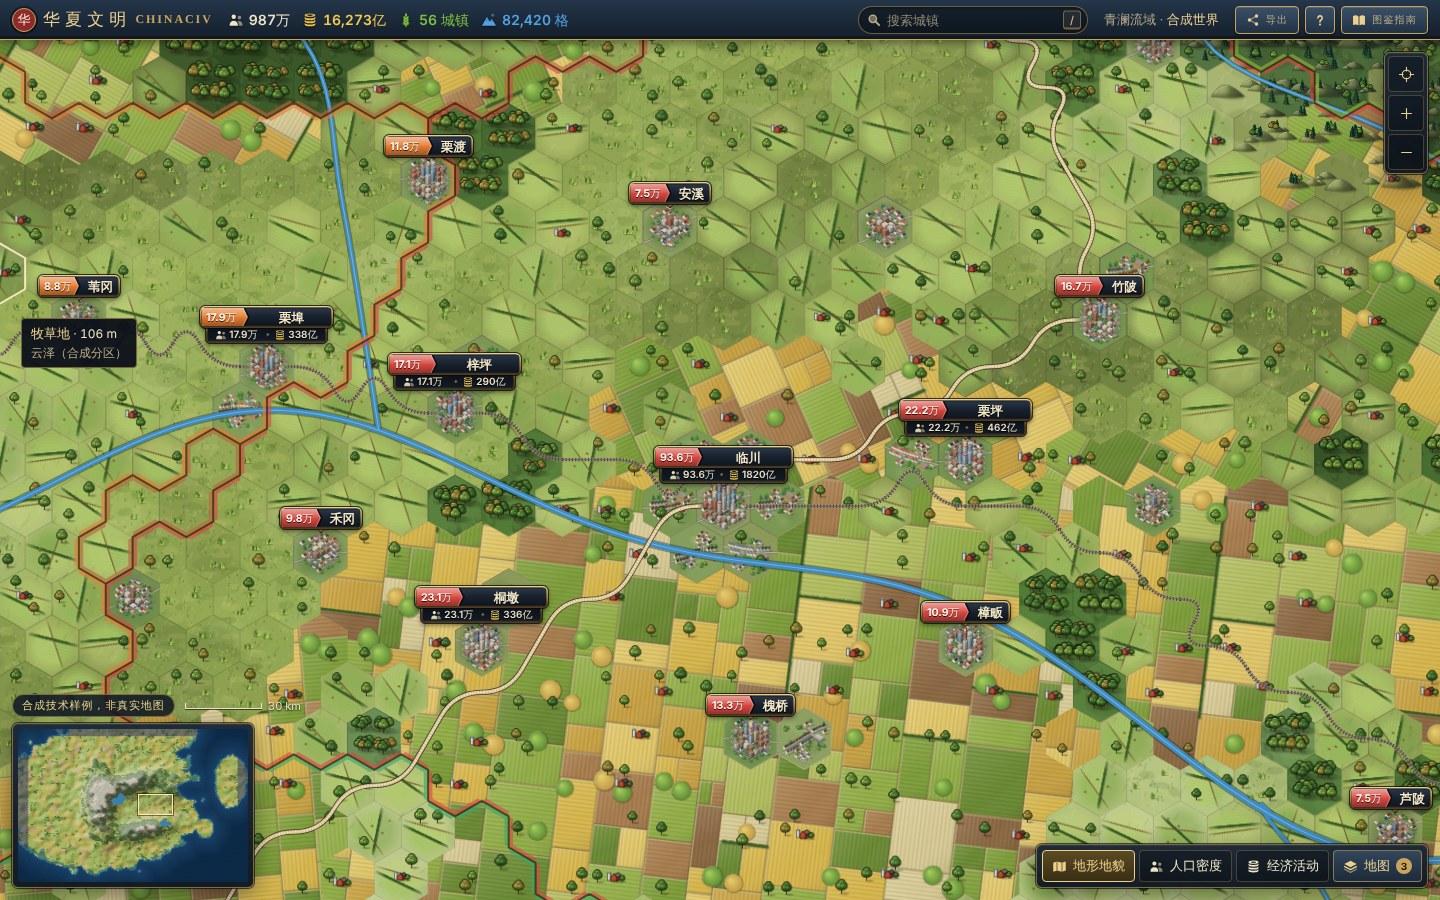 华 华夏文明 CHINACIV 987万 16,273亿 56 城镇 82,420 格 搜索城镇 / 青澜流域 · 合成世界 导出 ? 图鉴指南
+
−
11.8万 栗渡
7.5万 安溪
8.8万 苇冈
16.7万 竹陂
17.9万 栗埠
17.9万 · 338亿
牧草地 · 106 m
云泽（合成分区）
17.1万 梓坪
17.1万 · 290亿
22.2万 栗坪
22.2万 · 462亿
93.6万 临川
93.6万 · 1820亿
9.8万 禾冈
23.1万 桐墩
23.1万 · 336亿
10.9万 樟畈
13.3万 槐桥
合成技术样例，非真实地图 30 km
7.5万 芦陂
地形地貌 人口密度 经济活动 地图 3